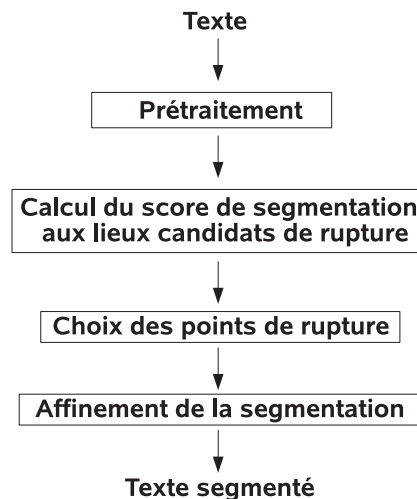 Texte
Prétraitement
Calcul du score de segmentation
aux lieux candidats de rupture
Choix des points de rupture
Affinement de la segmentation
Texte segmenté